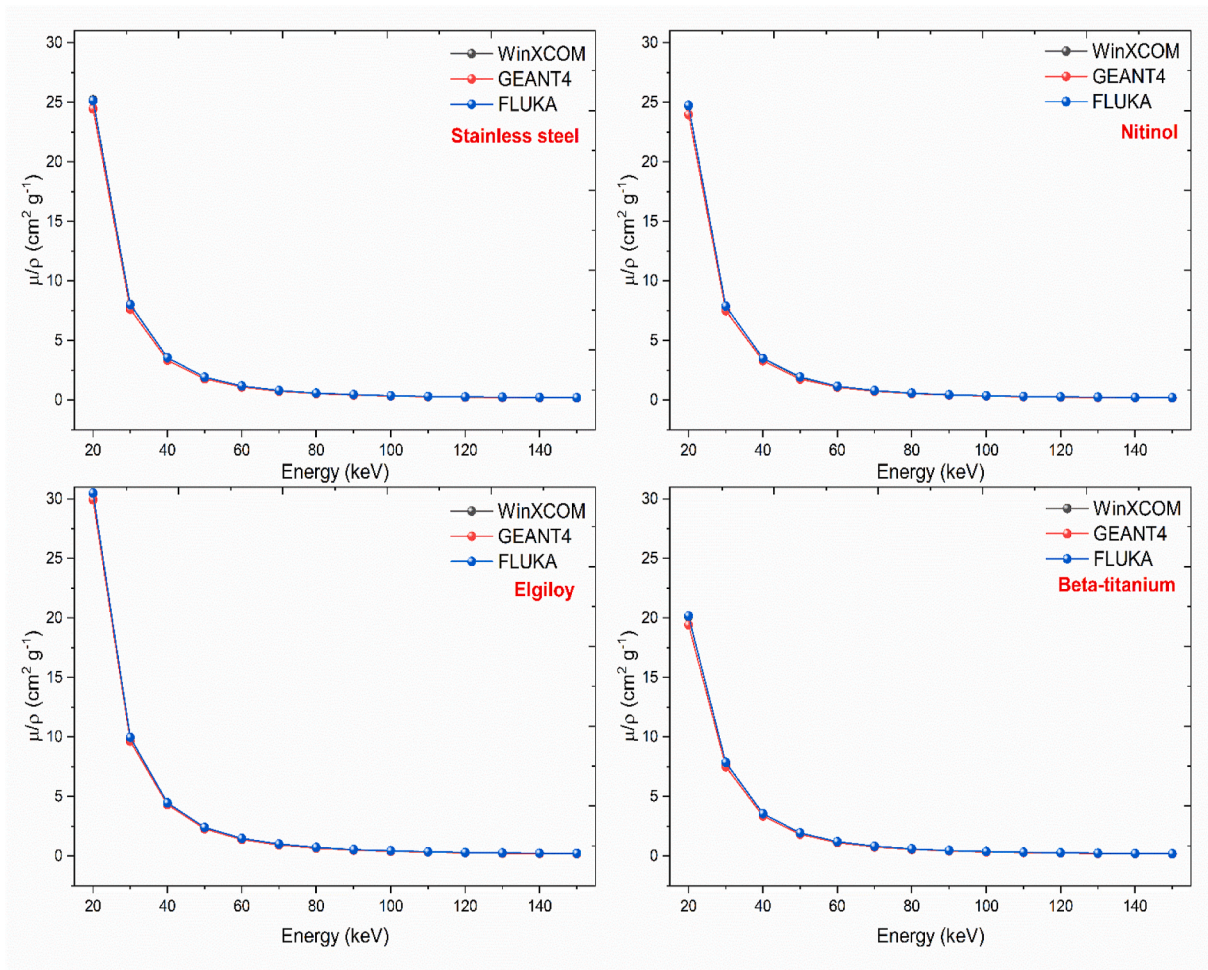 30
25
20
15
10
5
0
μ/ρ (cm² g⁻¹)
WinXCOM
GEANT4
FLUKA
Stainless steel
20 40 60 80 100 120 140
Energy (keV)
30
25
20
15
10
5
0
μ/ρ (cm² g⁻¹)
WinXCOM
GEANT4
FLUKA
Nitinol
20 40 60 80 100 120 140
Energy (keV)
30
25
20
15
10
5
0
μ/ρ (cm² g⁻¹)
WinXCOM
GEANT4
FLUKA
Elgiloy
20 40 60 80 100 120 140
Energy (keV)
30
25
20
15
10
5
0
μ/ρ (cm² g⁻¹)
WinXCOM
GEANT4
FLUKA
Beta-titanium
20 40 60 80 100 120 140
Energy (keV)